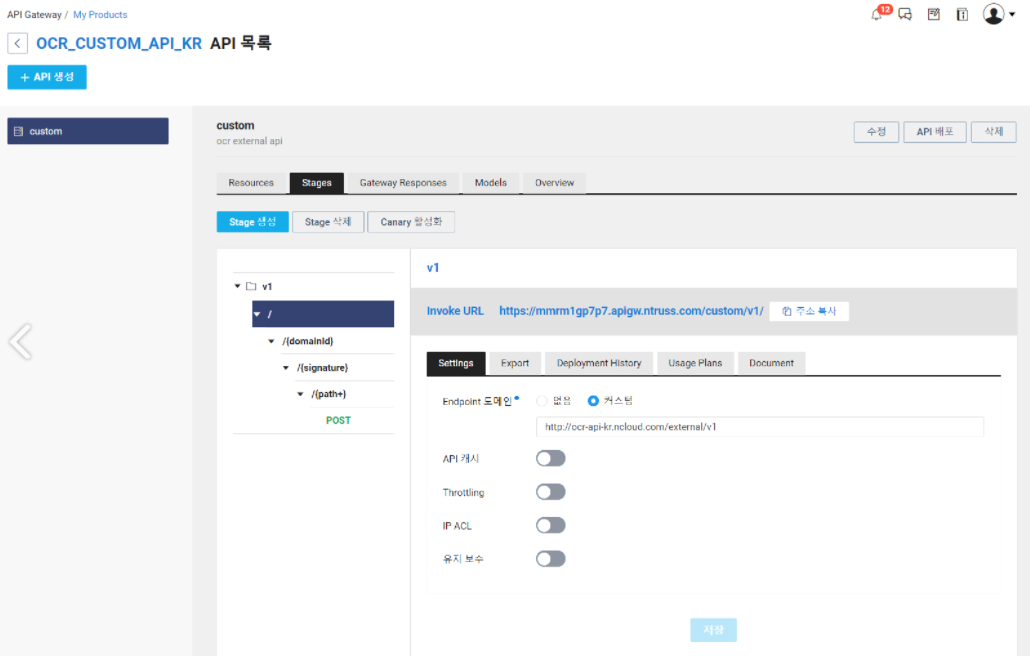 API Gateway / My Products
12
OCR_CUSTOM_API_KR API 목록
+ API 생성
custom
custom
ocr external api
수정 API 배포 삭제
Resources Stages Gateway Responses Models Overview
Stage 생성 Stage 삭제 Canary 활성화
v1
/
/{domainId}
/{signature}
/{path+}
POST
v1
Invoke URL https://mmrm1gp7p7.apigw.ntruss.com/custom/v1/ 주소 복사
Settings Export Deployment History Usage Plans Document
Endpoint 도메인 없음 커스텀
http://ocr-api-kr.ncloud.com/external/v1
API 캐시
Throttling
IP ACL
유지 보수
저장